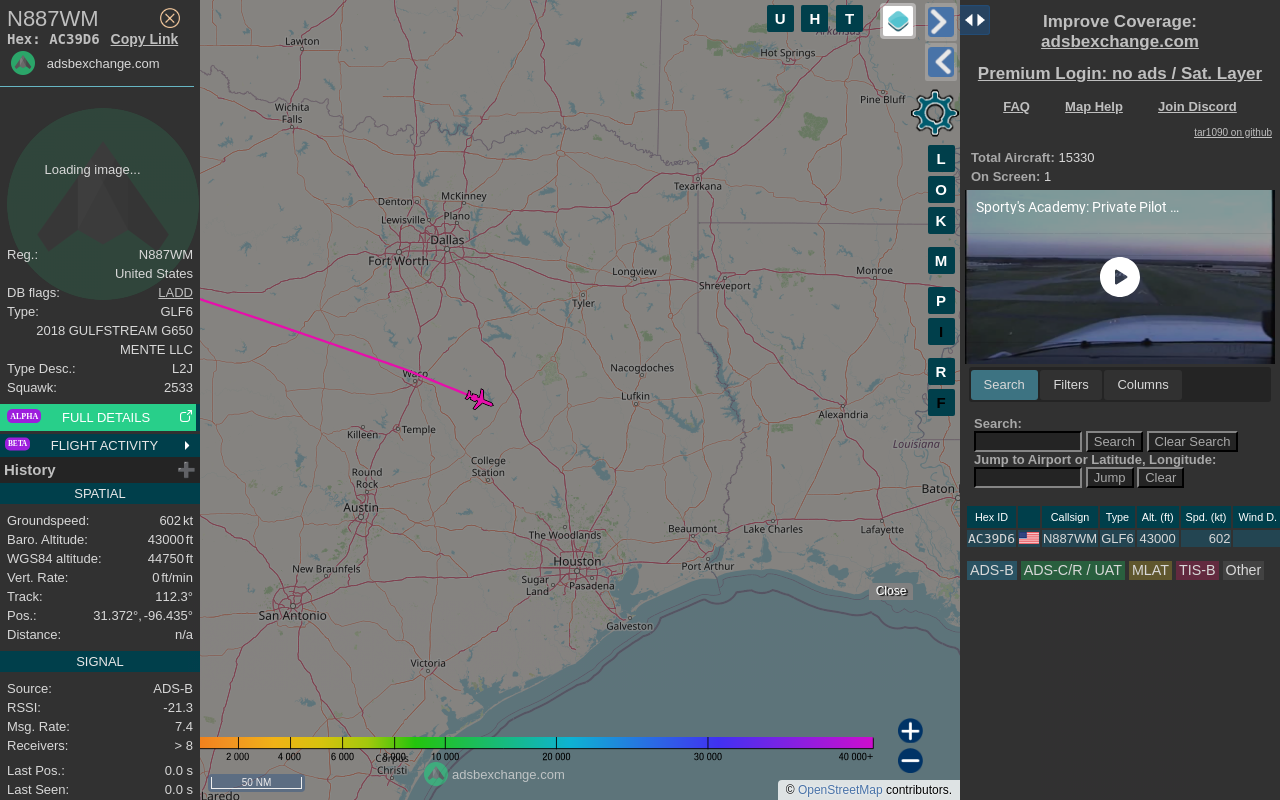 N887WM
Hex: AC39D6 Copy Link
adsbexchange.com
Loading image...
Reg.: N887WM
United States
DB flags: LADD
Type: GLF6
2018 GULFSTREAM G650
MENTE LLC
Type Desc.: L2J
Squawk: 2533
ALPHA FULL DETAILS
BETA FLIGHT ACTIVITY
History
SPATIAL
Groundspeed: 602 kt
Baro. Altitude: 43000 ft
WGS84 altitude: 44750 ft
Vert. Rate: 0 ft/min
Track: 112.3°
Pos.: 31.372°, -96.435°
Distance: n/a
SIGNAL
Source: ADS-B
RSSI: -21.3
Msg. Rate: 7.4
Receivers: > 8
Last Pos.: 0.0 s
Last Seen: 0.0 s
U H T
Arkansas
Lawton
Hot Springs
Wichita
Falls
Pine Bluff
L
O
K
M
P
I
R
F
Texarkana
Denton
McKinney
Lewisville
Plano
Dallas
Fort Worth
Longview
Monroe
Shreveport
Tyler
Waco
Nacogdoches
Lufkin
Alexandria
Killeen
Temple
Louisiana
College
Station
Round
Rock
Baton
Austin
The Woodlands
Beaumont
Lake Charles
Lafayette
Houston
Port Arthur
New Braunfels
Sugar
Land
Pasadena
San Antonio
Close
Galveston
Victoria
2 000 4 000 6 000 8 000 10 000 20 000 30 000 40 000+
Corpus
Christi
adsbexchange.com
50 NM
Laredo
© OpenStreetMap contributors.
Improve Coverage:
adsbexchange.com
Premium Login: no ads / Sat. Layer
FAQ Map Help Join Discord
tar1090 on github
Total Aircraft: 15330
On Screen: 1
Sporty's Academy: Private Pilot ...
Search Filters Columns
Search:
Search Clear Search
Jump to Airport or Latitude, Longitude:
Jump Clear
Hex ID Callsign Type Alt. (ft) Spd. (kt) Wind D.
AC39D6 N887WM GLF6 43000 602
ADS-B ADS-C/R / UAT MLAT TIS-B Other